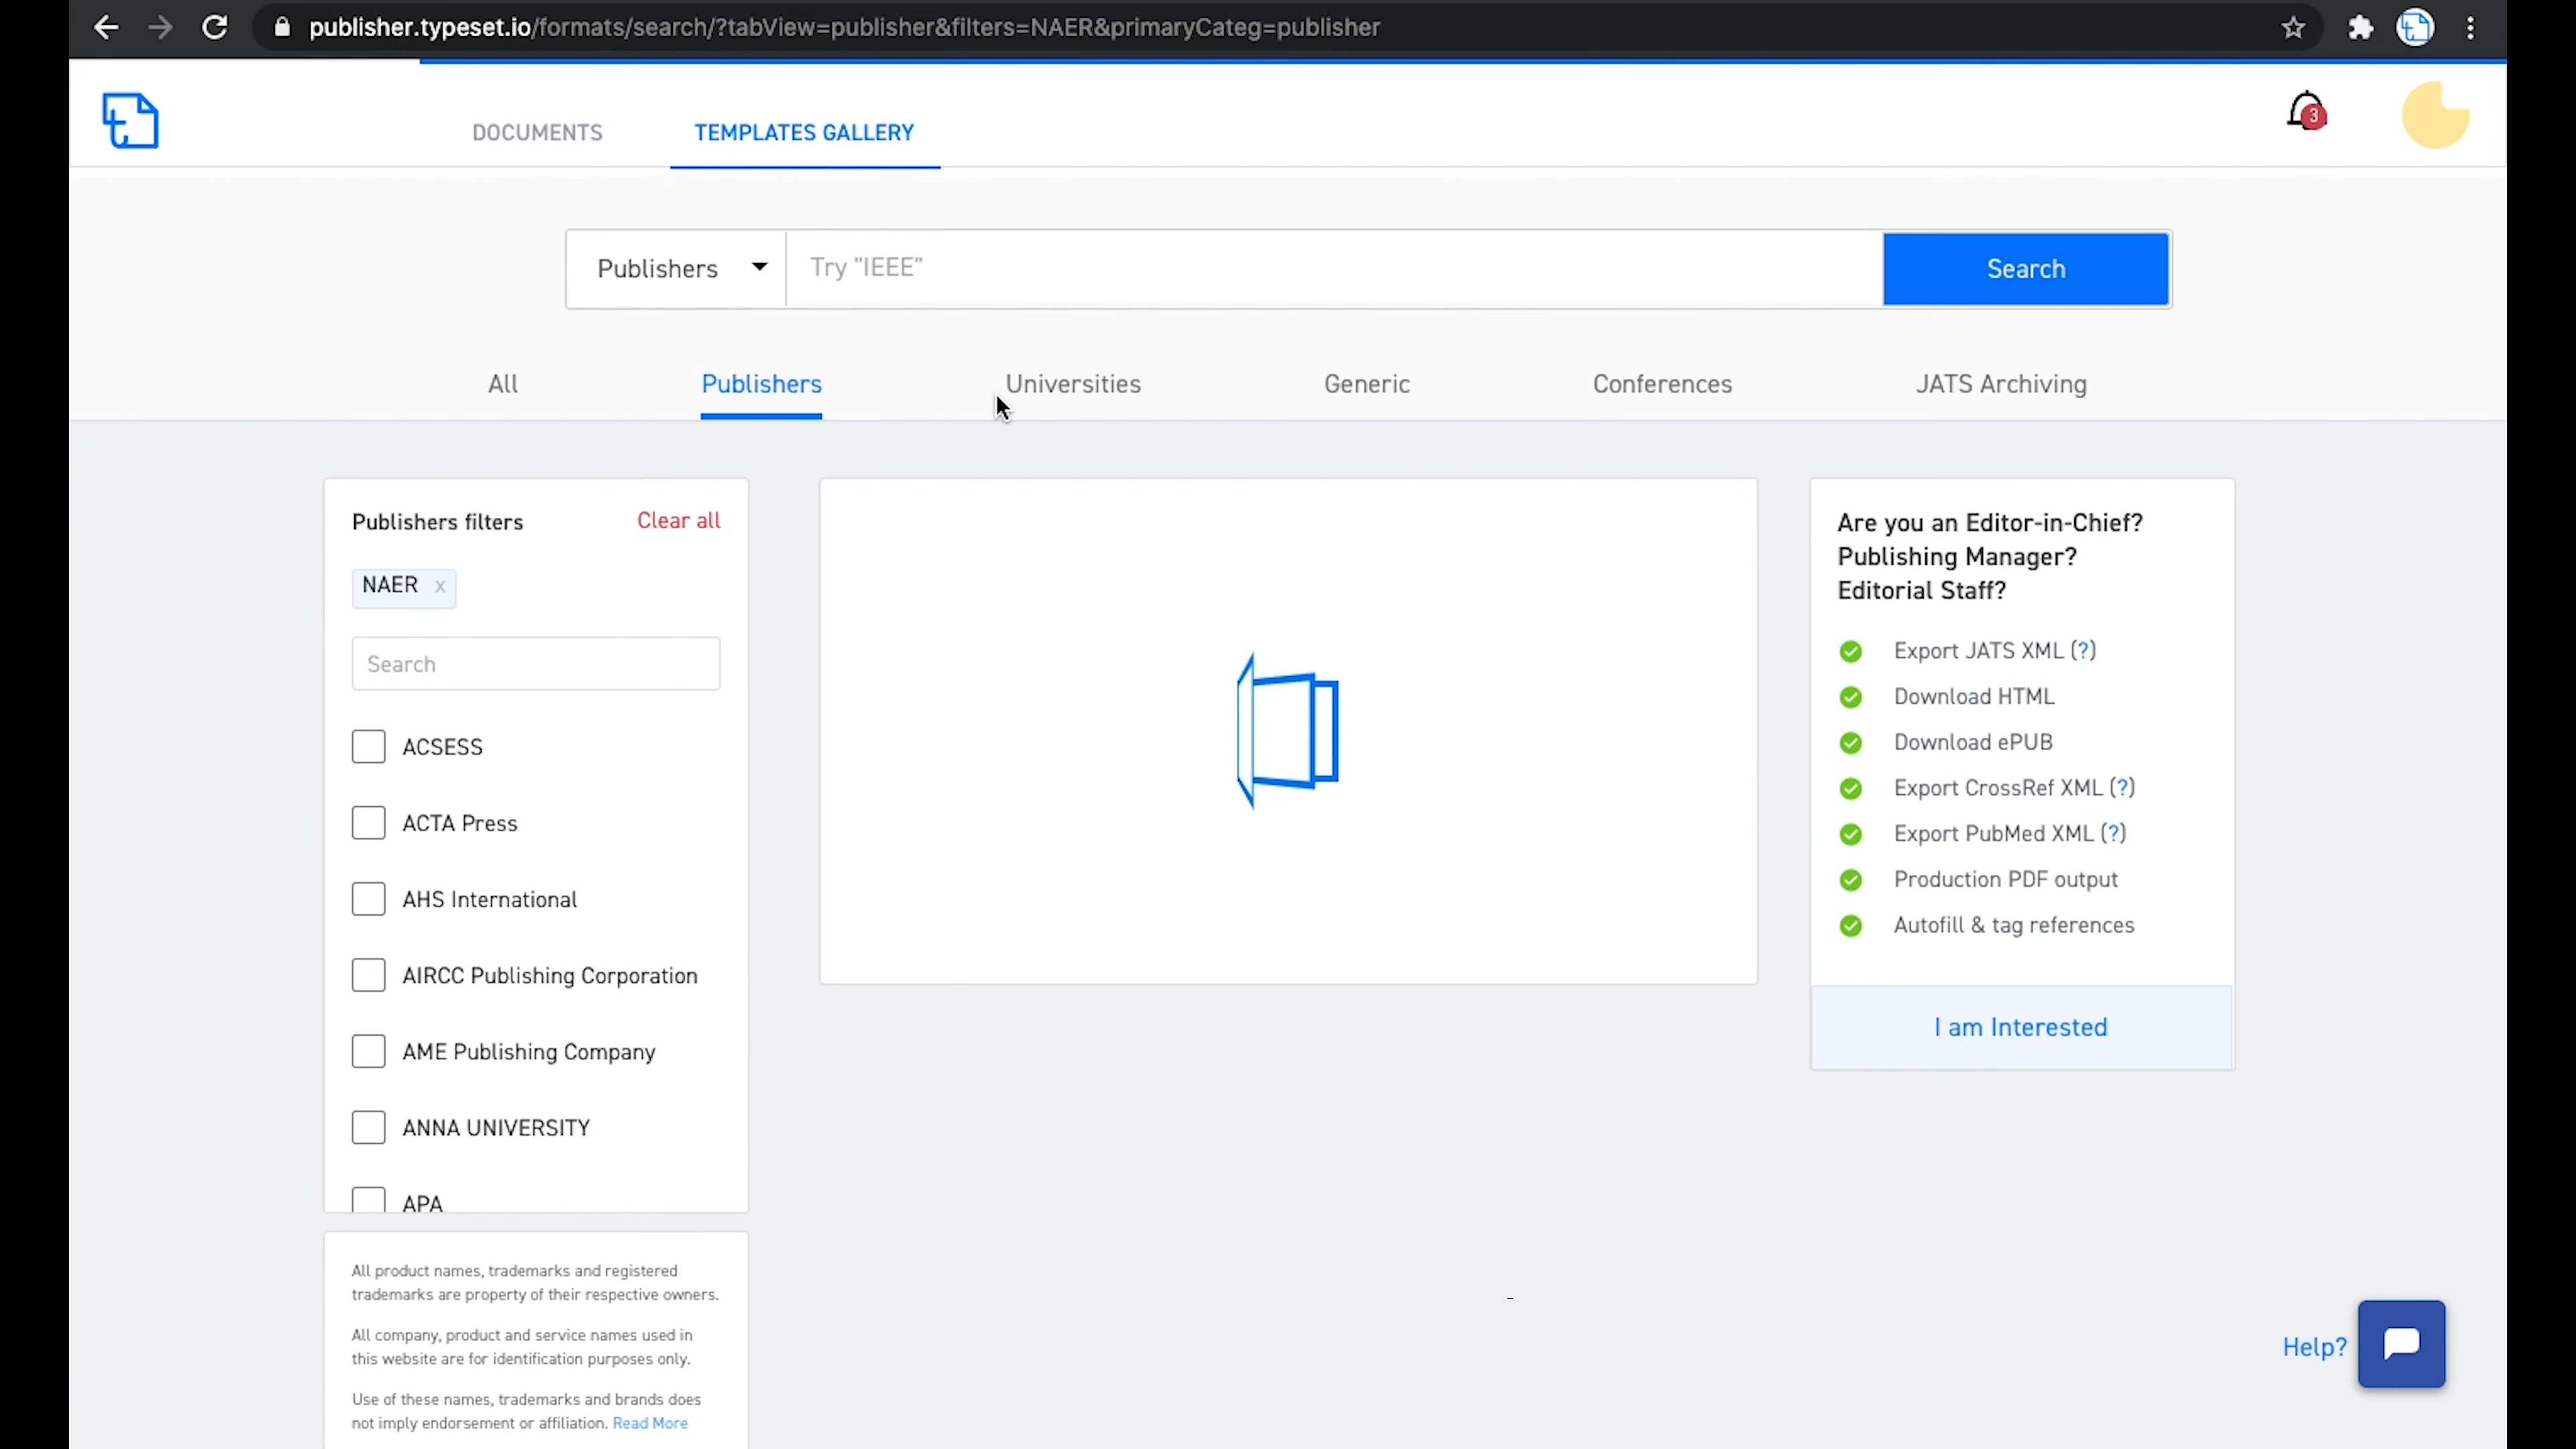 publisher.typeset.io/formats/search/?tabView=publisher&filters=NAER&primaryCateg=publisher
DOCUMENTS
TEMPLATES GALLERY
3
Publishers
Try "IEEE"
Search
All
Publishers
Universities
Generic
Conferences
JATS Archiving
Publishers filters
Clear all
NAER x
Search
ACSESS
ACTA Press
AHS International
AIRCC Publishing Corporation
AME Publishing Company
ANNA UNIVERSITY
APA
All product names, trademarks and registered
trademarks are property of their respective owners.
All company, product and service names used in
this website are for identification purposes only.
Use of these names, trademarks and brands does
not imply endorsement or affiliation. Read More
Are you an Editor-in-Chief?
Publishing Manager?
Editorial Staff?
Export JATS XML (?)
Download HTML
Download ePUB
Export CrossRef XML (?)
Export PubMed XML (?)
Production PDF output
Autofill & tag references
I am Interested
Help?